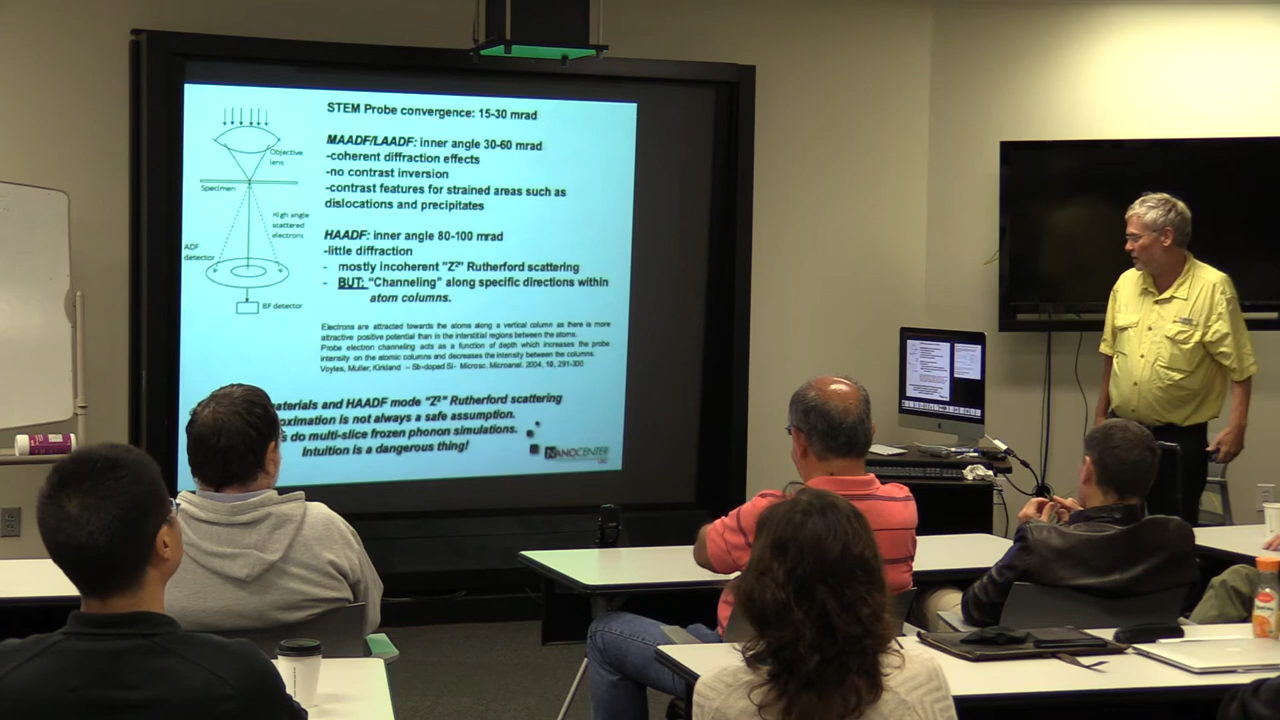 STEM Probe convergence: 15-30 mrad
MAADF/LAADF: inner angle 30-60 mrad
-coherent diffraction effects
-no contrast inversion
-contrast features for strained areas such as
dislocations and precipitates
HAADF: inner angle 80-100 mrad
-little diffraction
- mostly incoherent "Z²" Rutherford scattering
- BUT: "Channeling" along specific directions within
atom columns.
Electrons are attracted towards the atoms along a vertical column as there is more
attractive positive potential than in the interstitial regions between the atoms.
Probe electron channeling acts as a function of depth which increases the probe
intensity on the atomic columns and decreases the intensity between the columns.
Voyles, Muller, Kirkland – Sb-doped Si- Microsc. Microanal. 2004, 10, 291-300
aterials and HAADF mode "Z²" Rutherford scattering
oximation is not always a safe assumption.
s do multi-slice frozen phonon simulations.
Intuition is a dangerous thing!
NANOCENTER
Objective
lens
Specimen
High angle
scattered
electrons
ADF
detector
BF detector